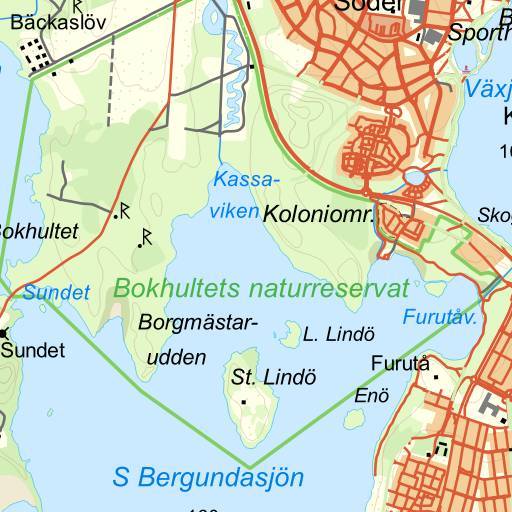 Söder
Bäckaslöv
Sporth
Växj
K
Kassa-
viken
Koloniomr.
Skog
Bokhultet
Sundet
Bokhultets naturreservat
Borgmästar-
udden
Furutåv.
L. Lindö
Sundet
St. Lindö
Furutå
Enö
S Bergundasjön
160